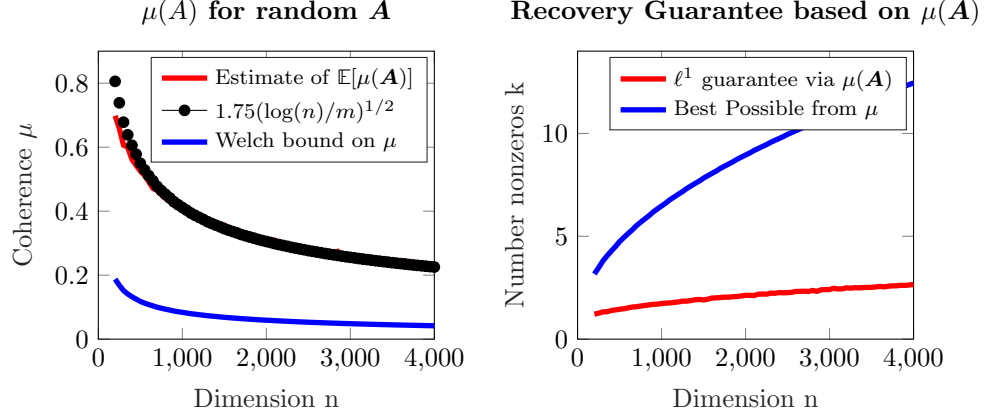 μ(A) for random A
Coherence μ
0.8
0.6
0.4
0.2
0
0
1,000
2,000
3,000
4,000
Dimension n
Estimate of 𝔼[μ(A)]
1.75(log(n)/m)^{1/2}
Welch bound on μ
Recovery Guarantee based on μ(A)
Number nonzeros k
10
5
0
0
1,000
2,000
3,000
4,000
Dimension n
ℓ¹ guarantee via μ(A)
Best Possible from μ